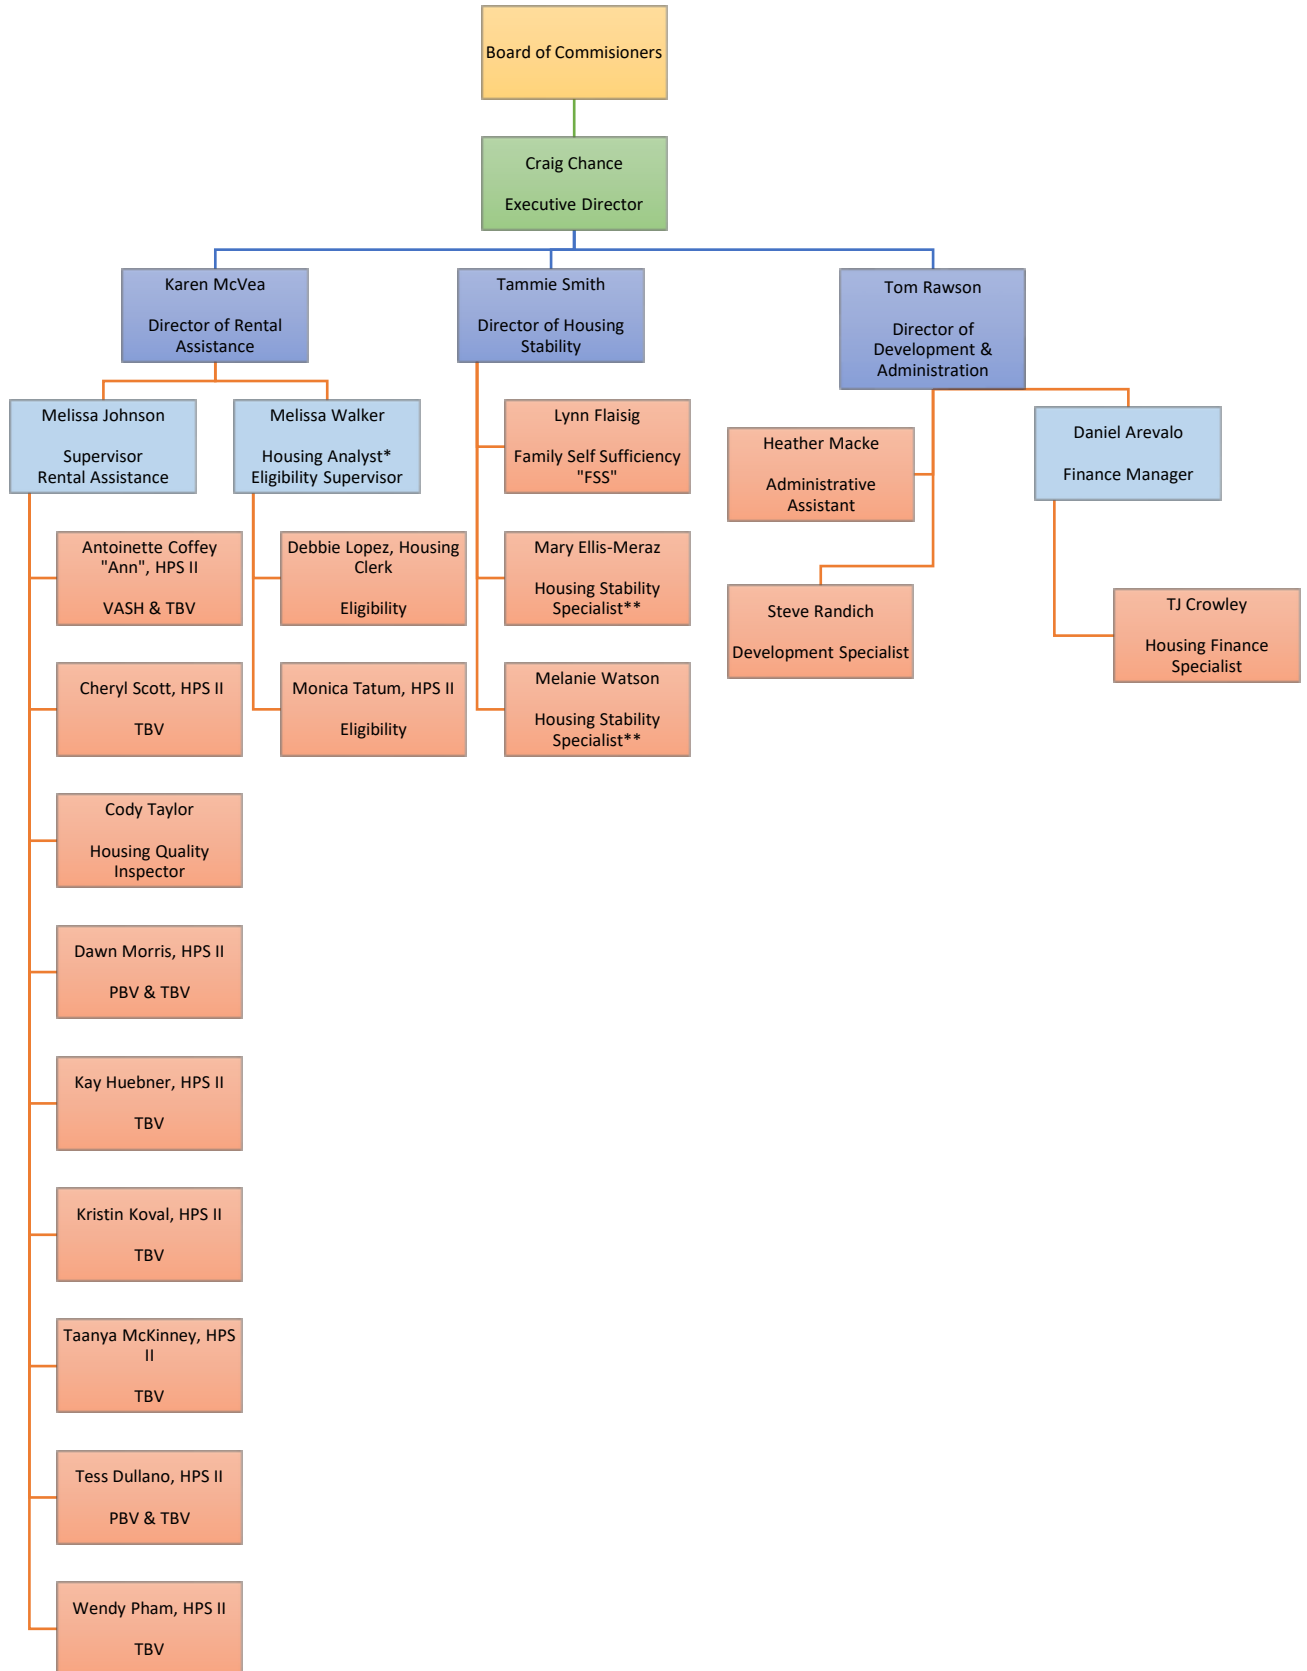 Board of Commisioners
Craig Chance
Executive Director
Karen McVea
Director of Rental
Assistance
Tammie Smith
Director of Housing
Stability
Tom Rawson
Director of
Development &
Administration
Melissa Johnson
Supervisor
Rental Assistance
Melissa Walker
Housing Analyst*
Eligibility Supervisor
Lynn Flaisig
Family Self Sufficiency
"FSS"
Heather Macke
Administrative
Assistant
Daniel Arevalo
Finance Manager
Antoinette Coffey
"Ann", HPS II
VASH & TBV
Debbie Lopez, Housing
Clerk
Eligibility
Mary Ellis-Meraz
Housing Stability
Specialist**
Steve Randich
Development Specialist
TJ Crowley
Housing Finance
Specialist
Cheryl Scott, HPS II
TBV
Monica Tatum, HPS II
Eligibility
Melanie Watson
Housing Stability
Specialist**
Cody Taylor
Housing Quality
Inspector
Dawn Morris, HPS II
PBV & TBV
Kay Huebner, HPS II
TBV
Kristin Koval, HPS II
TBV
Taanya McKinney, HPS
II
TBV
Tess Dullano, HPS II
PBV & TBV
Wendy Pham, HPS II
TBV